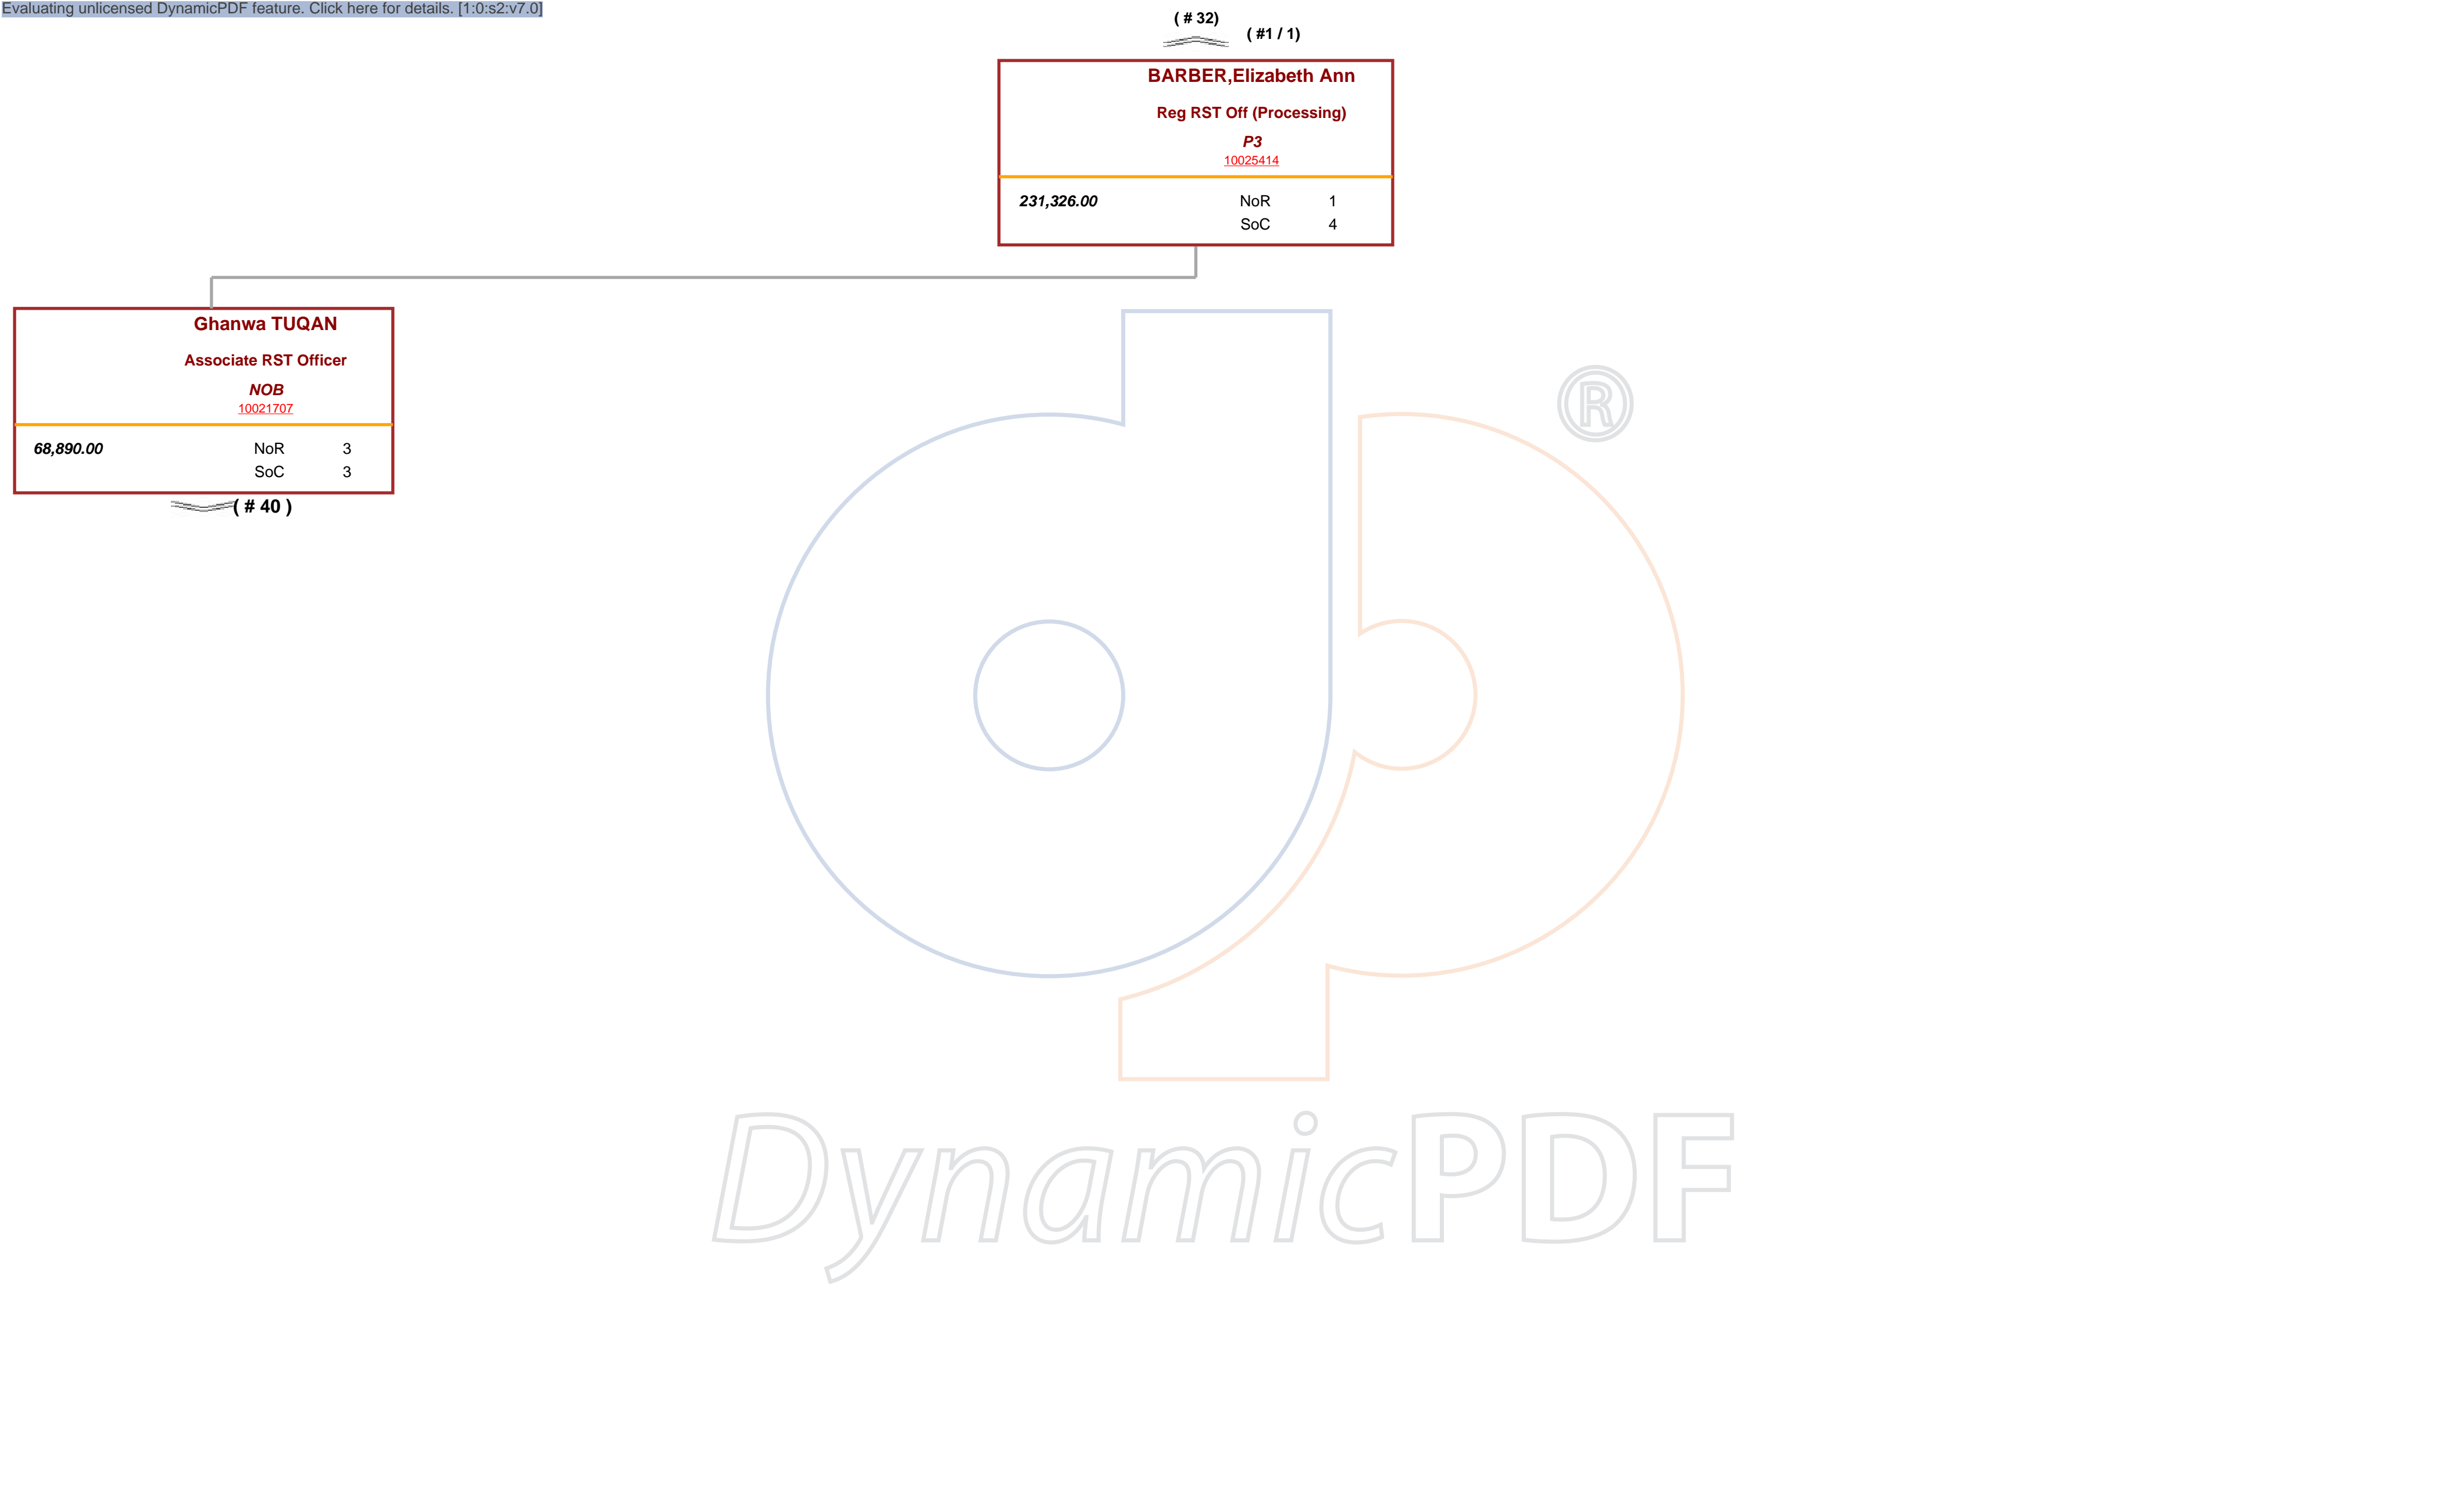 Evaluating unlicensed DynamicPDF feature. Click here for details. [1:0:s2:v7.0]
( # 32)
( #1 / 1)
BARBER,Elizabeth Ann
Reg RST Off (Processing)
P3
10025414
231,326.00 NoR 1
SoC 4
Ghanwa TUQAN
Associate RST Officer
NOB
10021707
68,890.00 NoR 3
SoC 3
( # 40 )
®
DynamicPDF